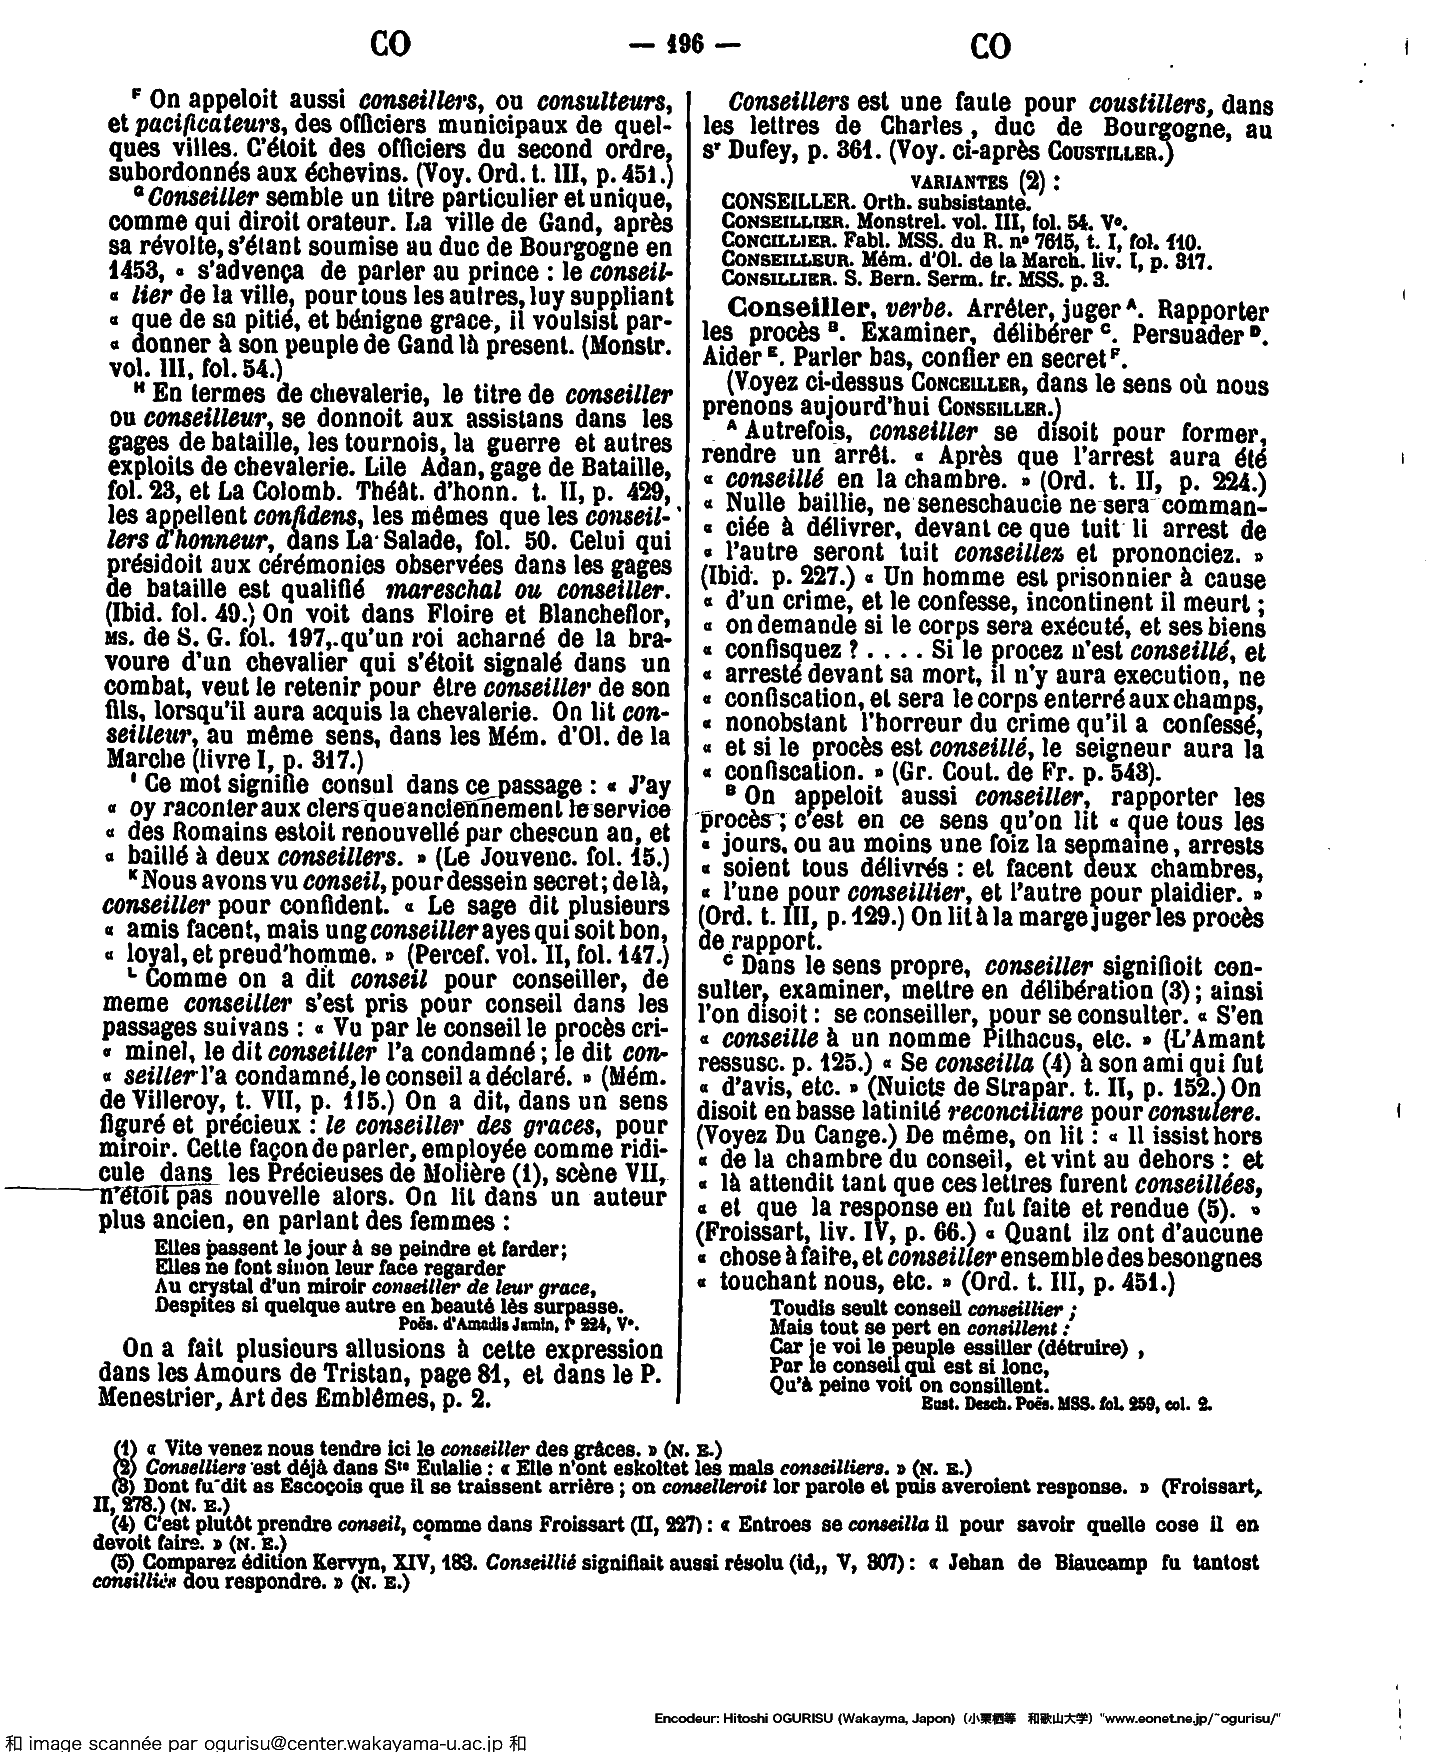 CO — 196 — CO
F On appeloit aussi conseillers, ou consulteurs,
et pacificateurs, des officiers municipaux de quel-
ques villes. C'étoit des officiers du second ordre,
subordonnés aux échevins. (Voy. Ord. t. III, p. 451.)
G Conseiller semble un titre particulier et unique,
comme qui diroit orateur. La ville de Gand, après
sa révolte, s'étant soumise au duc de Bourgogne en
1453, « s'advença de parler au prince : le conseil-
« lier de la ville, pour tous les autres, luy suppliant
« que de sa pitié, et bénigne grace, il voulsist par-
« donner à son peuple de Gand là present. (Monstr.
vol. III, fol. 54.)
H En termes de chevalerie, le titre de conseiller
ou conseilleur, se donnoit aux assistans dans les
gages de bataille, les tournois, la guerre et autres
exploits de chevalerie. Lile Adan, gage de Bataille,
fol. 23, et La Colomb. Théât. d'honn. t. II, p. 429,
les appellent confidens, les mêmes que les conseil-
lers d'honneur, dans La Salade, fol. 50. Celui qui
présidoit aux cérémonies observées dans les gages
de bataille est qualifié mareschal ou conseiller.
(Ibid. fol. 49.) On voit dans Floire et Blancheflor,
MS. de S. G. fol. 197, qu'un roi acharné de la bra-
voure d'un chevalier qui s'étoit signalé dans un
combat, veut le retenir pour être conseiller de son
fils, lorsqu'il aura acquis la chevalerie. On lit con-
seilleur, au même sens, dans les Mém. d'Ol. de la
Marche (livre I, p. 317.)
I Ce mot signifie consul dans ce passage : « J'ay
« oy raconter aux clers que anciennement le service
« des Romains estoit renouvellé par chescun an, et
« baillé à deux conseillers. » (Le Jouvenc. fol. 15.)
K Nous avons vu conseil, pour dessein secret; de là,
conseiller pour confident. « Le sage dit plusieurs
« amis facent, mais ung conseiller ayes qui soit bon,
« loyal, et preud'homme. » (Percef. vol. II, fol. 147.)
L Comme on a dit conseil pour conseiller, de
meme conseiller s'est pris pour conseil dans les
passages suivans : « Vu par le conseil le procès cri-
« minel, le dit conseiller l'a condamné; le dit con-
« seiller l'a condamné, le conseil a déclaré. » (Mém.
de Villeroy, t. VII, p. 115.) On a dit, dans un sens
figuré et précieux : le conseiller des graces, pour
miroir. Cette façon de parler, employée comme ridi-
cule dans les Précieuses de Molière (1), scène VII,
n'étoit pas nouvelle alors. On lit dans un auteur
plus ancien, en parlant des femmes :
Elles passent le jour à se peindre et farder;
Elles ne font sinon leur face regarder
Au crystal d'un miroir conseiller de leur grace,
Despites si quelque autre en beauté lès surpasse.
Poës. d'Amadis Jamin, f° 224, V°.
On a fait plusieurs allusions à cette expression
dans les Amours de Tristan, page 81, et dans le P.
Menestrier, Art des Emblêmes, p. 2.
Conseillers est une faute pour coustillers, dans
les lettres de Charles, duc de Bourgogne, au
sr Dufey, p. 361. (Voy. ci-après COUSTILLER.)
VARIANTES (2) :
CONSEILLER. Orth. subsistante.
CONSEILLIER. Monstrel. vol. III, fol. 54. V°.
CONCILLIER. Fabl. MSS. du R. n° 7615, t. I, fol. 110.
CONSEILLEUR. Mém. d'Ol. de la March. liv. I, p. 317.
CONSILLIER. S. Bern. Serm. fr. MSS. p. 3.
Conseiller, verbe. Arrêter, juger A. Rapporter
les procès B. Examiner, délibérer C. Persuader D.
Aider E. Parler bas, confier en secret F.
(Voyez ci-dessus CONCEILLER, dans le sens où nous
prenons aujourd'hui CONSEILLER.)
A Autrefois, conseiller se disoit pour former,
rendre un arrêt. « Après que l'arrest aura été
« conseillé en la chambre. » (Ord. t. II, p. 224.)
« Nulle baillie, ne seneschaucie ne sera comman-
« ciée à délivrer, devant ce que tuit li arrest de
« l'autre seront tuit conseillez et prononciez. »
(Ibid. p. 227.) « Un homme est prisonnier à cause
« d'un crime, et le confesse, incontinent il meurt ;
« on demande si le corps sera exécuté, et ses biens
« confisquez ? . . . . Si le procez n'est conseillé, et
« arresté devant sa mort, il n'y aura execution, ne
« confiscation, et sera le corps enterré aux champs,
« nonobstant l'horreur du crime qu'il a confessé,
« et si le procès est conseillé, le seigneur aura la
« confiscation. » (Gr. Cout. de Fr. p. 543).
B On appeloit aussi conseiller, rapporter les
procès ; c'est en ce sens qu'on lit « que tous les
« jours, ou au moins une foiz la sepmaine, arrests
« soient tous délivrés : et facent deux chambres,
« l'une pour conseillier, et l'autre pour plaidier. »
(Ord. t. III, p. 129.) On lit à la marge juger les procès
de rapport.
C Dans le sens propre, conseiller signifioit con-
sulter, examiner, mettre en délibération (3) ; ainsi
l'on disoit : se conseiller, pour se consulter. « S'en
« conseille à un nomme Pithacus, etc. » (L'Amant
ressusc. p. 125.) « Se conseilla (4) à son ami qui fut
« d'avis, etc. » (Nuicts de Strapar. t. II, p. 152.) On
disoit en basse latinité reconciliare pour consulere.
(Voyez Du Cange.) De même, on lit : « Il issist hors
« de la chambre du conseil, et vint au dehors : et
« là attendit tant que ces lettres furent conseillées,
« et que la response en fut faite et rendue (5). »
(Froissart, liv. IV, p. 66.) « Quant ilz ont d'aucune
« chose à faire, et conseiller ensemble des besongnes
« touchant nous, etc. » (Ord. t. III, p. 451.)
Toudis seult conseil conseillier ;
Mais tout se pert en consillent :
Car je voi le peuple essiller (détruire) ,
Par le conseil qui est si lonc,
Qu'à peine voit on consillent.
Eust. Desch. Poës. MSS. fol. 259, col. 2.
(1) « Vite venez nous tendre ici le conseiller des grâces. » (N. E.)
(2) Conselliers est déjà dans Ste Eulalie : « Elle n'ont eskoltet les mals conseilliers. » (N. E.)
(3) Dont fu dit as Escoçois que il se traissent arrière ; on conselleroit lor parole et puis averoient response. » (Froissart,
II, 278.) (N. E.)
(4) C'est plutôt prendre conseil, comme dans Froissart (II, 227) : « Entroes se conseilla il pour savoir quelle cose il en
devoit faire. » (N. E.)
(5) Comparez édition Kervyn, XIV, 183. Conseillié signifiait aussi résolu (id,, V, 307) : « Jehan de Biaucamp fu tantost
consilliés dou respondre. » (N. E.)
Encodeur: Hitoshi OGURISU (Wakayma, Japon) (小栗栖等 和歌山大学) "www.eonet.ne.jp/~ogurisu/"
和 image scannée par ogurisu@center.wakayama-u.ac.jp 和